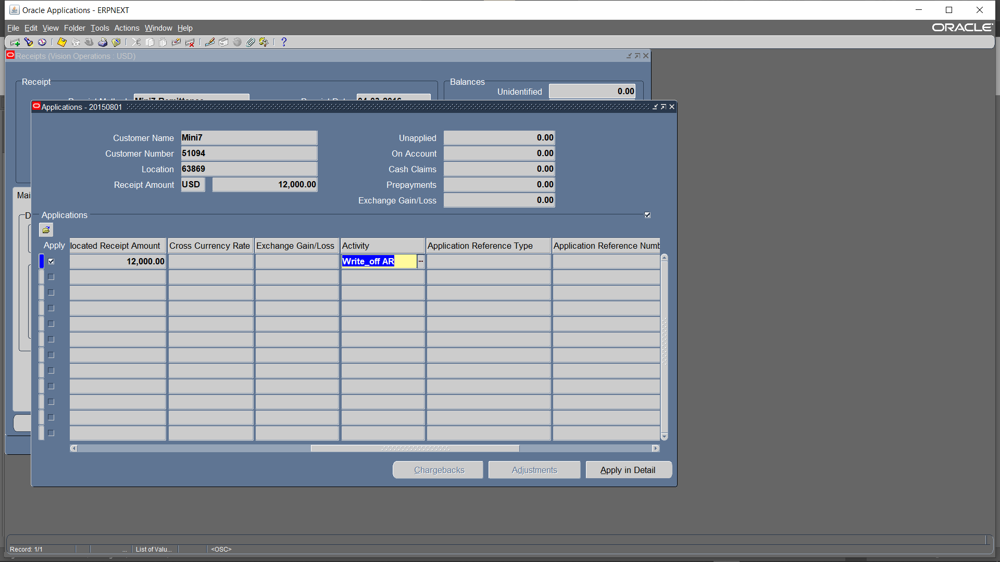 Oracle Applications - ERPNEXT
File Edit View Folder Tools Actions Window Help
ORACLE
Receipts (Vision Operations : USD)
Receipt
Balances
Unidentified 0.00
Applications - 20150801
Customer Name Mini7
Unapplied 0.00
Customer Number 51094
On Account 0.00
Location 63869
Cash Claims 0.00
Receipt Amount USD 12,000.00
Prepayments 0.00
Exchange Gain/Loss 0.00
Mai
D
Applications
Apply located Receipt Amount Cross Currency Rate Exchange Gain/Loss Activity Application Reference Type Application Reference Numb
12,000.00 Write_off AR ...
Chargebacks Adjustments Apply in Detail
Record: 1/1 ... List of Valu... <OSC>